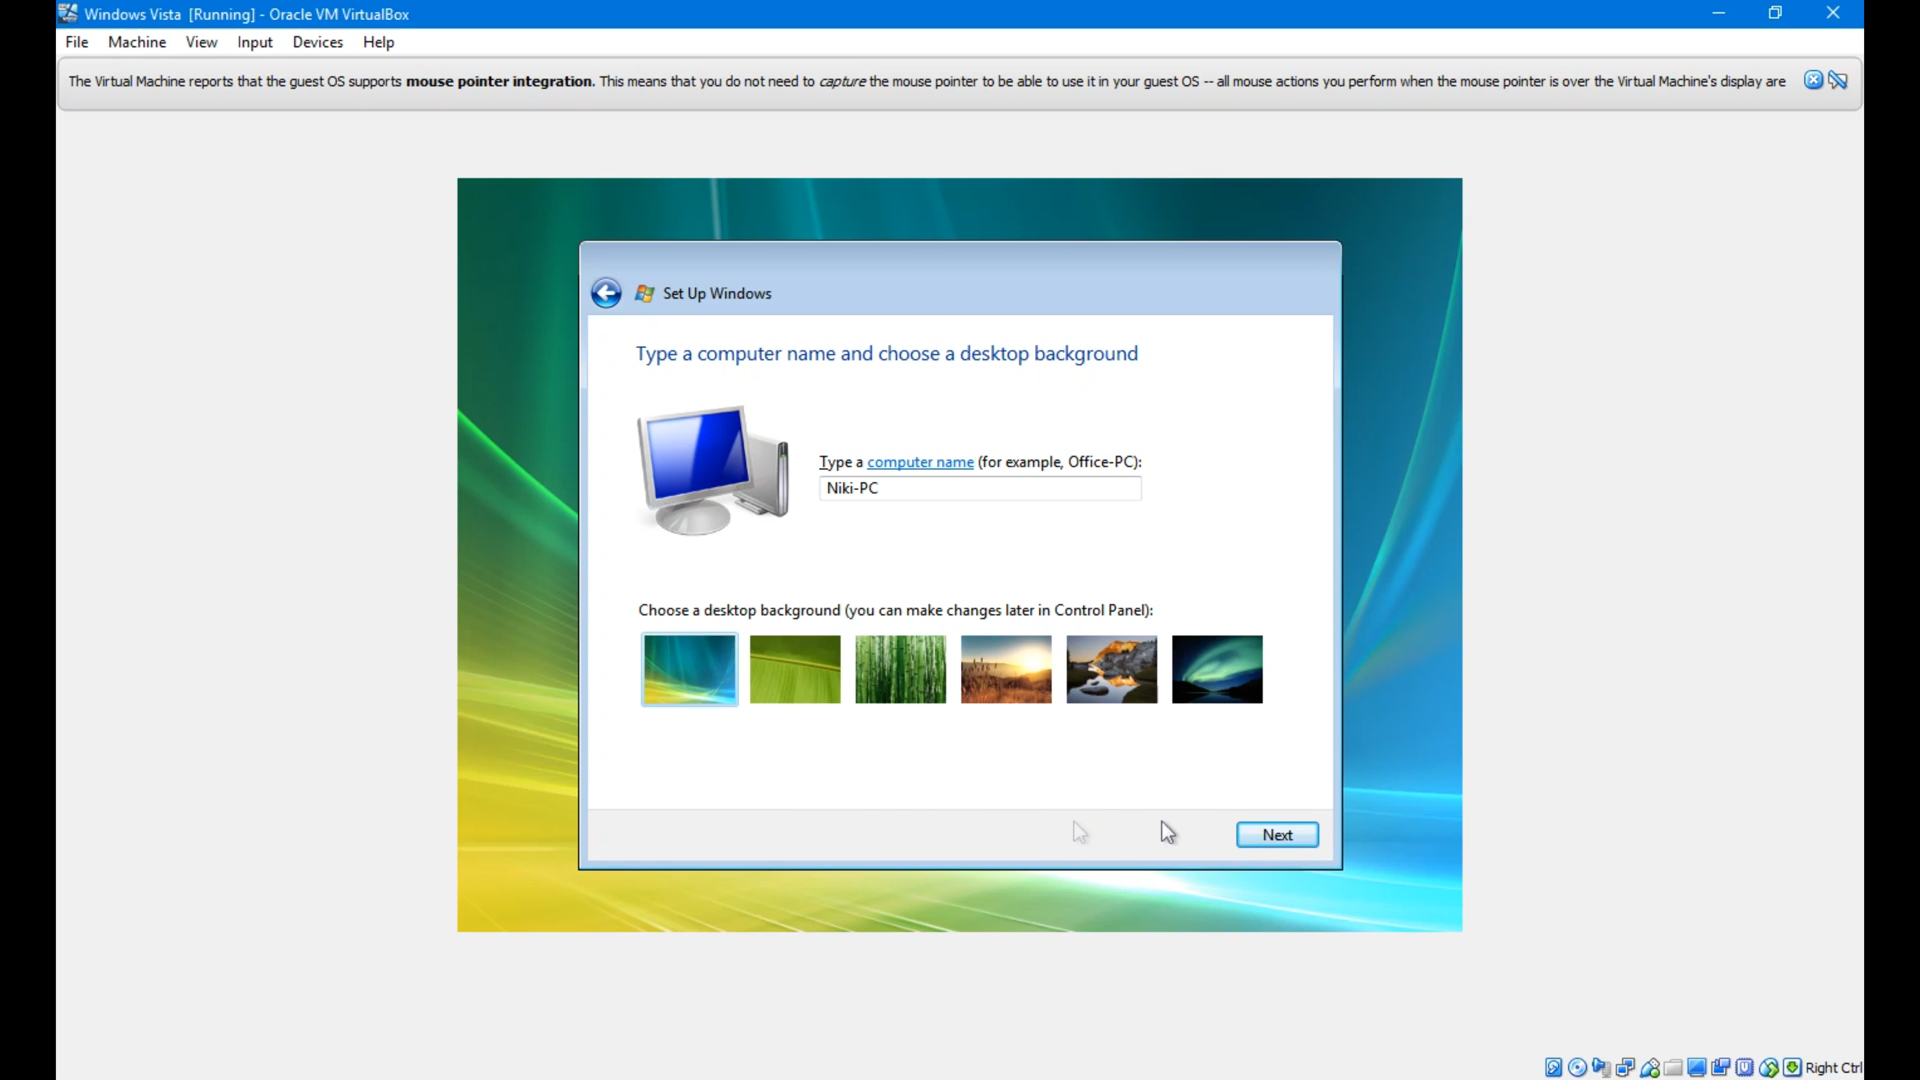 Windows Vista [Running] - Oracle VM VirtualBox
File Machine View Input Devices Help
The Virtual Machine reports that the guest OS supports mouse pointer integration. This means that you do not need to capture the mouse pointer to be able to use it in your guest OS -- all mouse actions you perform when the mouse pointer is over the Virtual Machine's display are
Set Up Windows
Type a computer name and choose a desktop background
Type a computer name (for example, Office-PC):
Niki-PC
Choose a desktop background (you can make changes later in Control Panel):
Next
Right Ctrl